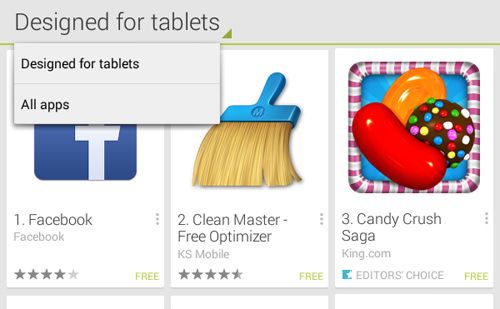 Designed for tablets
Designed for tablets
All apps
1. Facebook
Facebook
FREE
2. Clean Master -
Free Optimizer
KS Mobile
FREE
3. Candy Crush
Saga
King.com
EDITORS' CHOICE
FREE